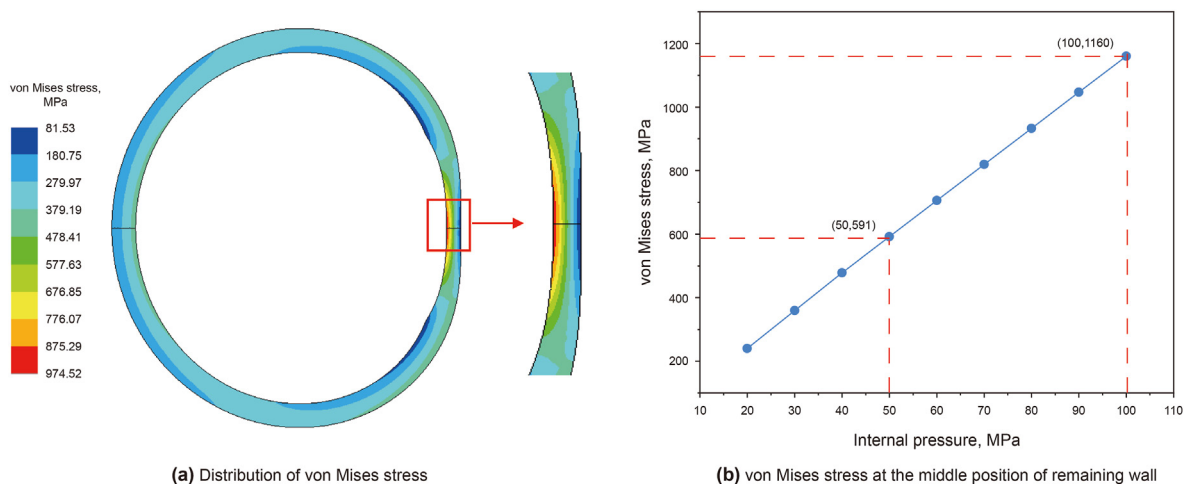 von Mises stress,
MPa
81.53
180.75
279.97
379.19
478.41
577.63
676.85
776.07
875.29
974.52
(a) Distribution of von Mises stress
von Mises stress, MPa
1200
1000
800
600
400
200
(100,1160)
(50,591)
10 20 30 40 50 60 70 80 90 100 110
Internal pressure, MPa
(b) von Mises stress at the middle position of remaining wall